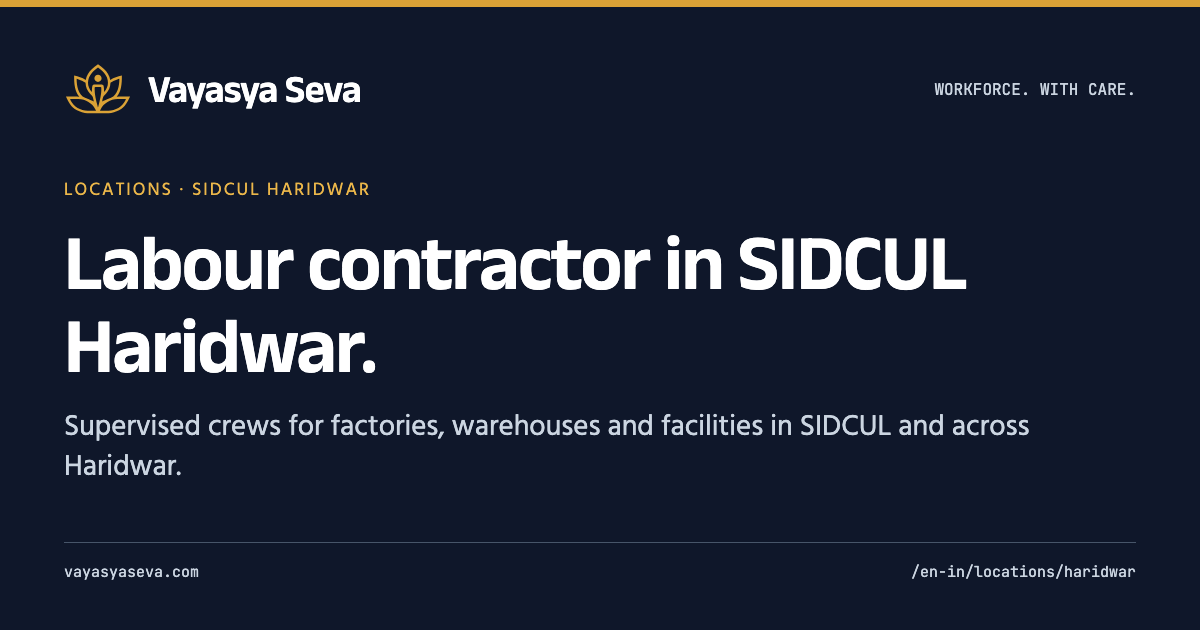 Vayasya Seva
WORKFORCE. WITH CARE.
LOCATIONS · SIDCUL HARIDWAR
Labour contractor in SIDCUL
Haridwar.
Supervised crews for factories, warehouses and facilities in SIDCUL and across
Haridwar.
vayasyaseva.com
/en-in/locations/haridwar